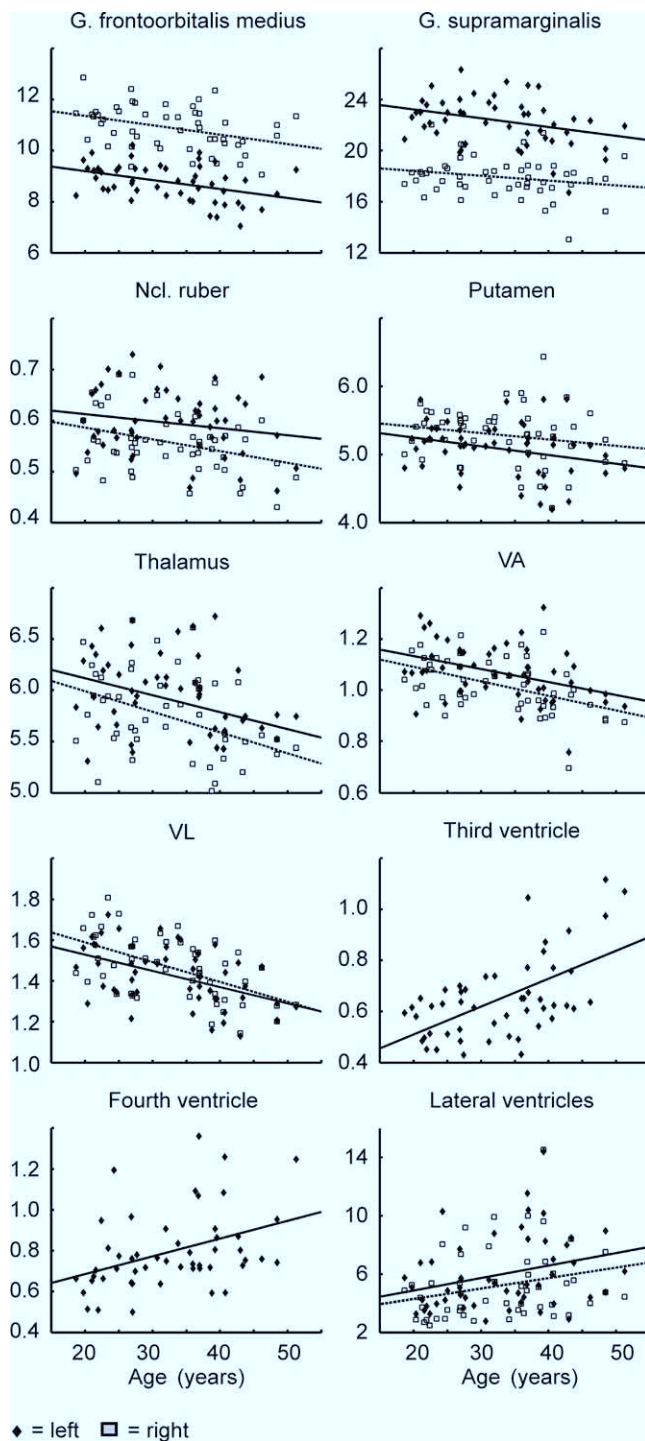 G. frontoorbitalis medius
G. supramarginalis
12
10
8
6
24
20
16
12
Ncl. ruber
Putamen
0.7
0.6
0.5
0.4
6.0
5.0
4.0
Thalamus
VA
6.5
6.0
5.5
5.0
1.2
1.0
0.8
0.6
VL
Third ventricle
1.8
1.6
1.4
1.2
1.0
1.0
0.8
0.6
0.4
Fourth ventricle
Lateral ventricles
1.2
1.0
0.8
0.6
0.4
14
10
6
2
20 30 40 50
20 30 40 50
Age (years)
Age (years)
♦ = left □ = right